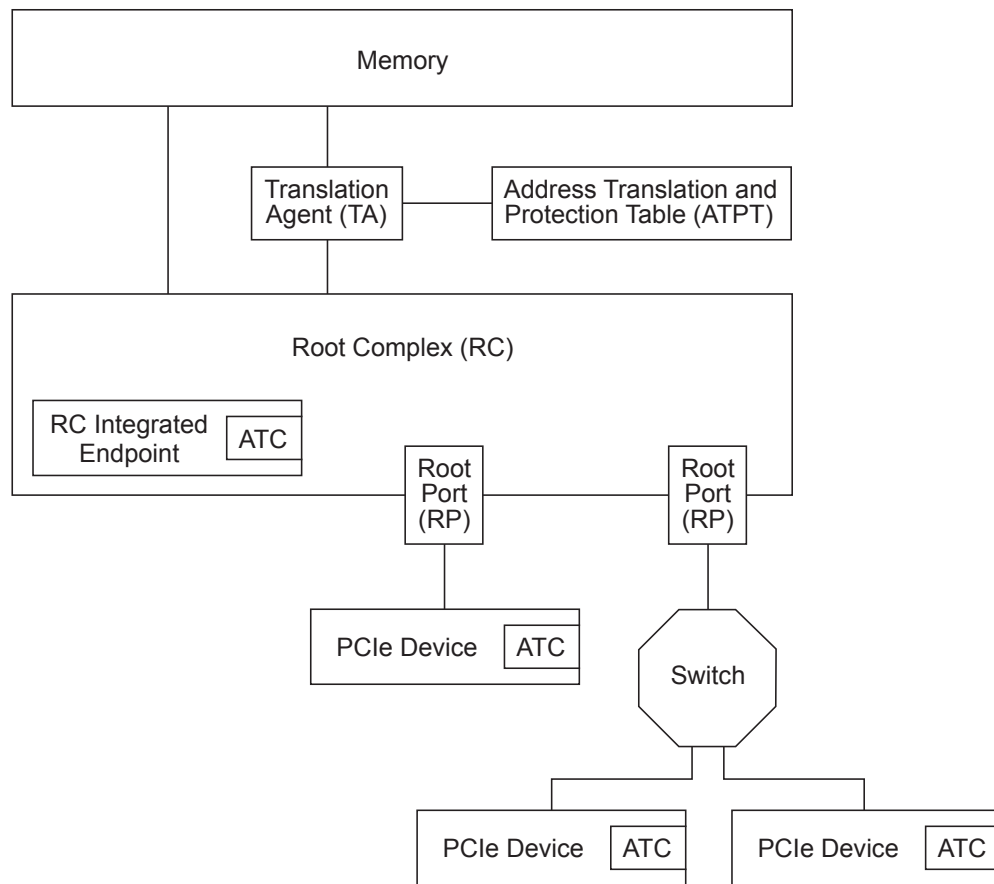 Memory
Translation
Agent (TA)
Address Translation and
Protection Table (ATPT)
Root Complex (RC)
RC Integrated
Endpoint
ATC
Root
Port
(RP)
Root
Port
(RP)
PCIe Device
ATC
Switch
PCIe Device
ATC
PCIe Device
ATC